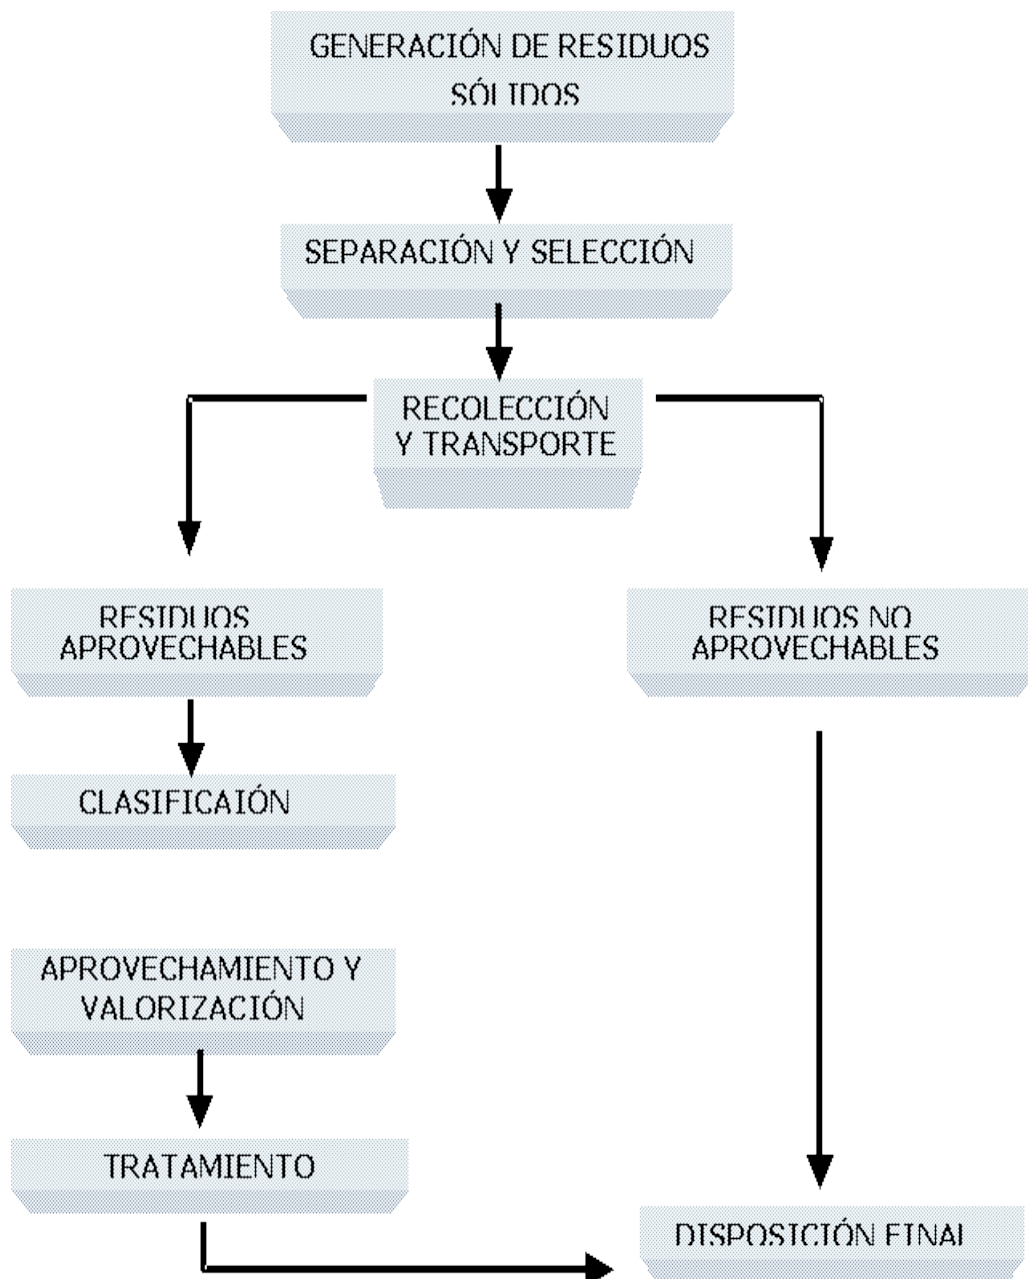 GENERACIÓN DE RESIDUOS
SÓLIDOS
SEPARACIÓN Y SELECCIÓN
RECOLECCIÓN
Y TRANSPORTE
RESIDUOS
APROVECHABLES
RESIDUOS NO
APROVECHABLES
CLASIFICAIÓN
APROVECHAMIENTO Y
VALORIZACIÓN
TRATAMIENTO
DISPOSICIÓN FINAL